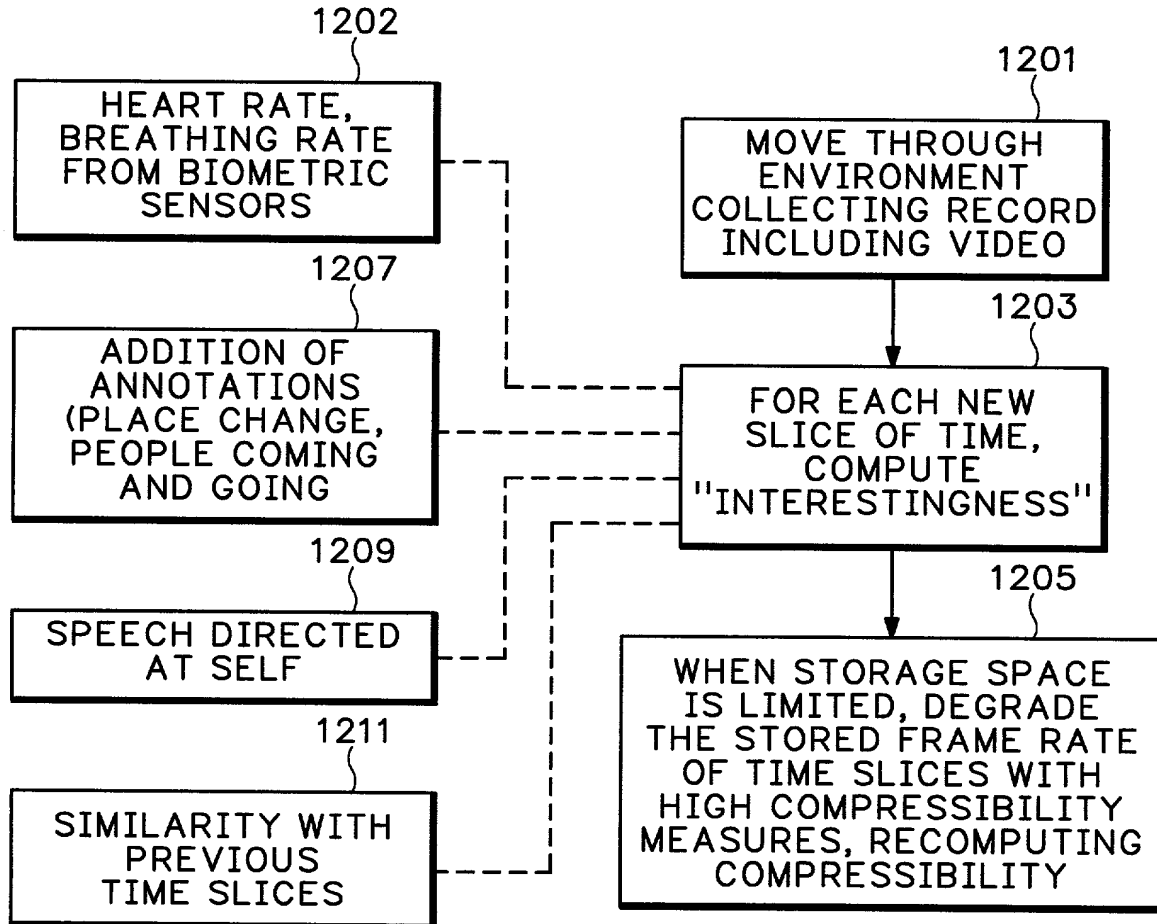 1202
HEART RATE,
BREATHING RATE
FROM BIOMETRIC
SENSORS
1207
ADDITION OF
ANNOTATIONS
(PLACE CHANGE,
PEOPLE COMING
AND GOING
1209
SPEECH DIRECTED
AT SELF
1211
SIMILARITY WITH
PREVIOUS
TIME SLICES
1201
MOVE THROUGH
ENVIRONMENT
COLLECTING RECORD
INCLUDING VIDEO
1203
FOR EACH NEW
SLICE OF TIME,
COMPUTE
"INTERESTINGNESS"
1205
WHEN STORAGE SPACE
IS LIMITED, DEGRADE
THE STORED FRAME RATE
OF TIME SLICES WITH
HIGH COMPRESSIBILITY
MEASURES, RECOMPUTING
COMPRESSIBILITY